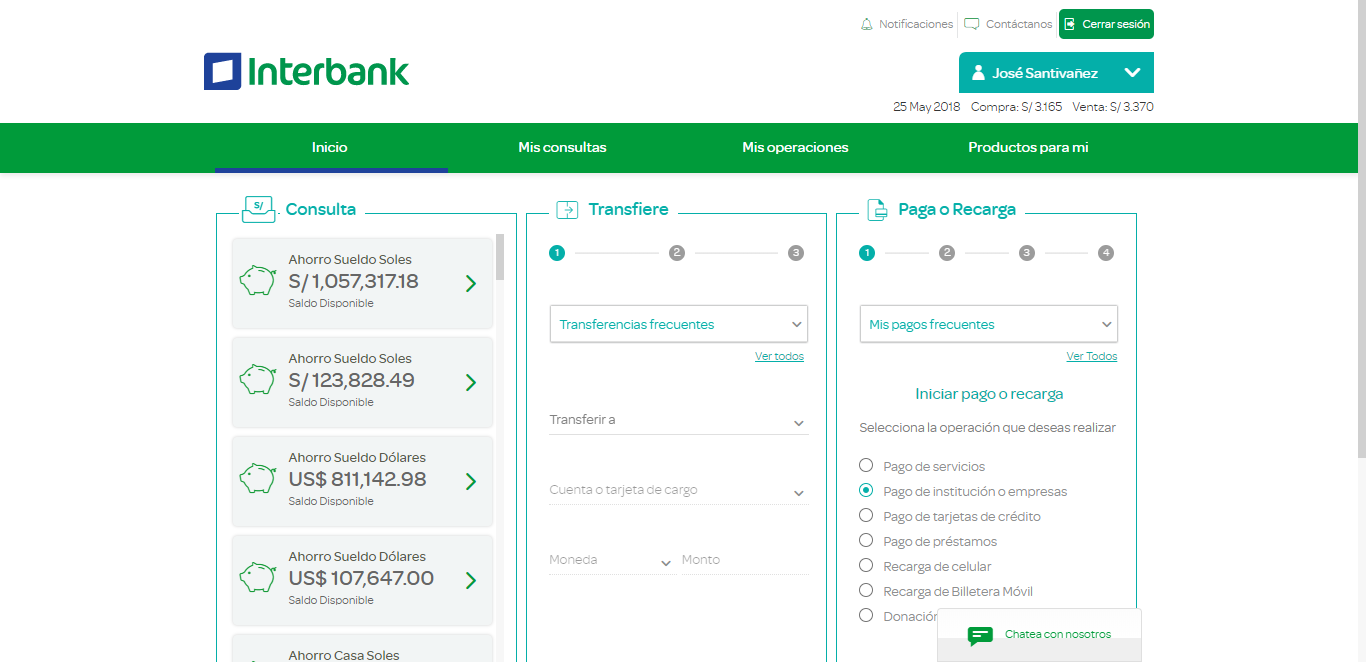 Notificaciones
Contáctanos
Cerrar sesión
Interbank
José Santivañez
25 May 2018 Compra: S/ 3.165 Venta: S/ 3.370
Inicio
Mis consultas
Mis operaciones
Productos para mi
S/
Consulta
Ahorro Sueldo Soles
S/ 1,057,317.18
Saldo Disponible
Ahorro Sueldo Soles
S/ 123,828.49
Saldo Disponible
Ahorro Sueldo Dólares
US$ 811,142.98
Saldo Disponible
Ahorro Sueldo Dólares
US$ 107,647.00
Saldo Disponible
Ahorro Casa Soles
Transfiere
1
2
3
Transferencias frecuentes
Ver todos
Transferir a
Cuenta o tarjeta de cargo
Moneda
Monto
Paga o Recarga
1
2
3
4
Mis pagos frecuentes
Ver Todos
Iniciar pago o recarga
Selecciona la operación que deseas realizar
Pago de servicios
Pago de institución o empresas
Pago de tarjetas de crédito
Pago de préstamos
Recarga de celular
Recarga de Billetera Móvil
Donación
Chatea con nosotros